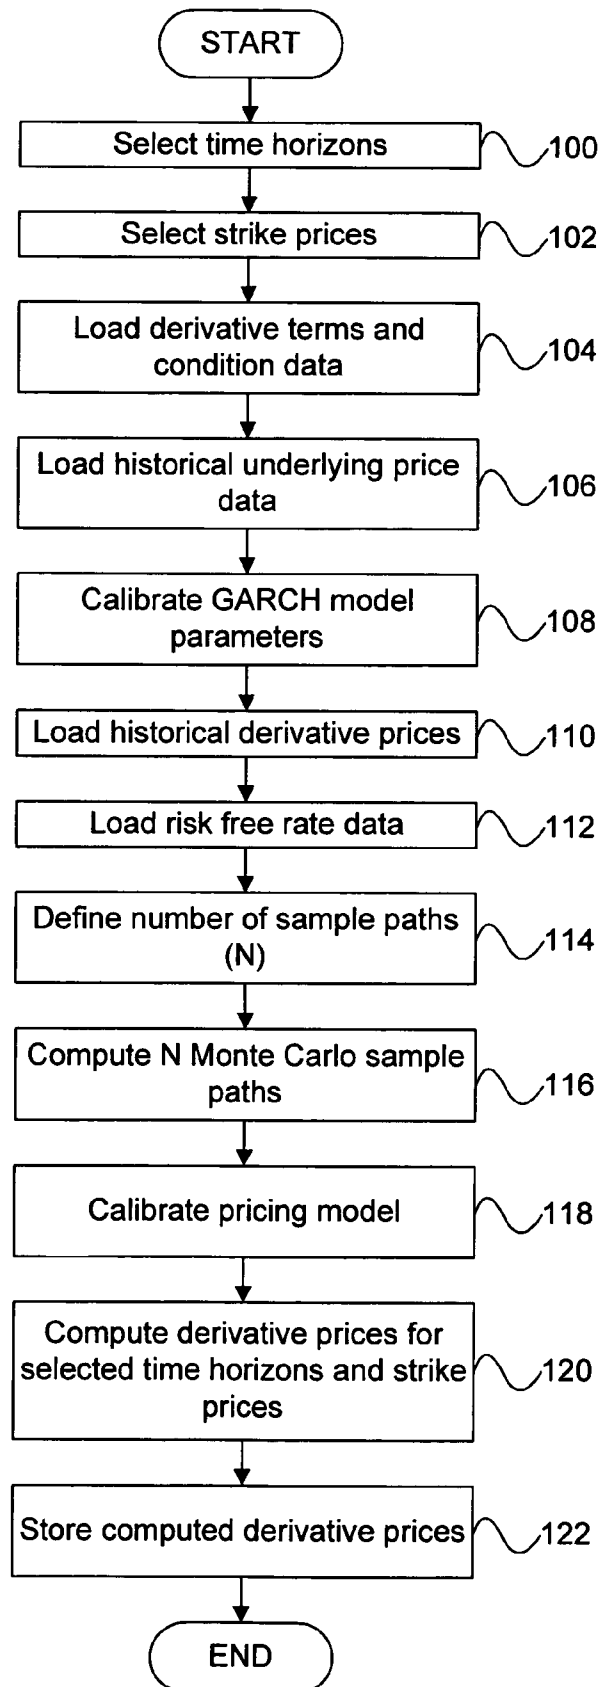 START
Select time horizons
100
Select strike prices
102
Load derivative terms and
condition data
104
Load historical underlying price
data
106
Calibrate GARCH model
parameters
108
Load historical derivative prices
110
Load risk free rate data
112
Define number of sample paths
(N)
114
Compute N Monte Carlo sample
paths
116
Calibrate pricing model
118
Compute derivative prices for
selected time horizons and strike
prices
120
Store computed derivative prices
122
END